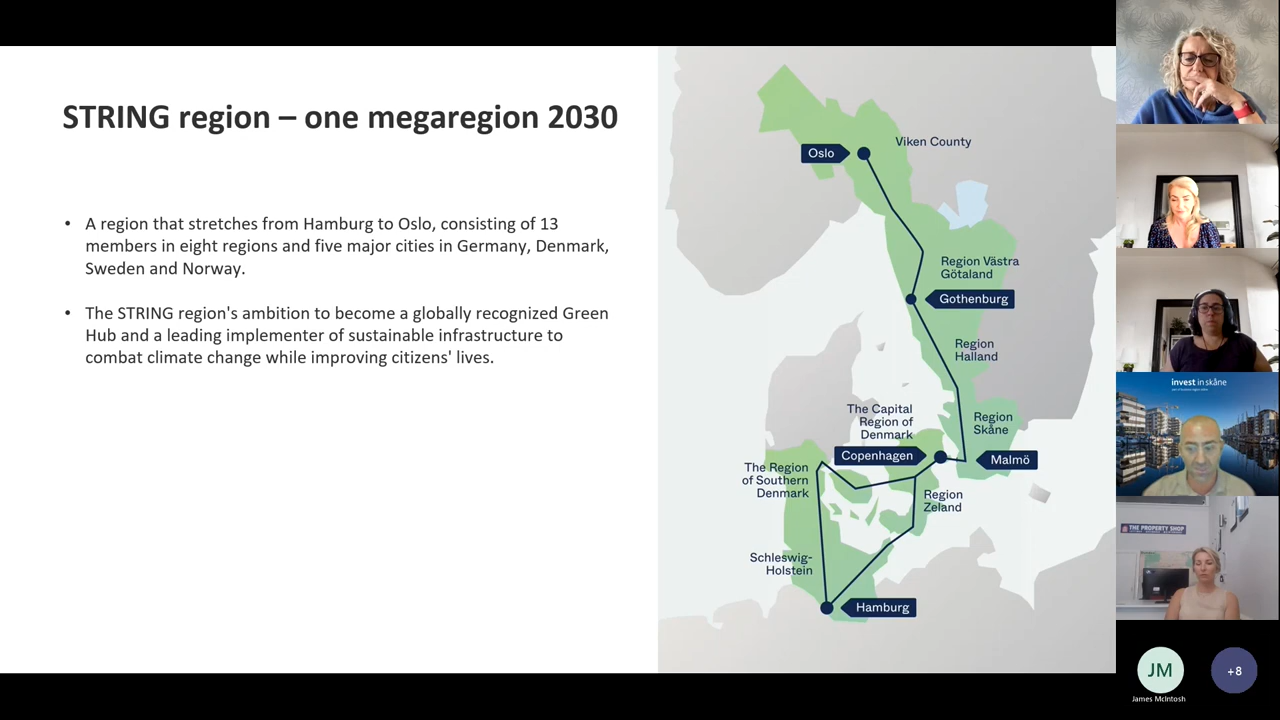 STRING region – one megaregion 2030
• A region that stretches from Hamburg to Oslo, consisting of 13
members in eight regions and five major cities in Germany, Denmark,
Sweden and Norway.
• The STRING region's ambition to become a globally recognized Green
Hub and a leading implementer of sustainable infrastructure to
combat climate change while improving citizens' lives.
Viken County
Oslo
Region Västra
Götaland
Gothenburg
Region
Halland
The Capital
Region of
Denmark
Region
Skåne
Copenhagen
Malmö
The Region
of Southern
Denmark
Region
Zeland
Schleswig-
Holstein
Hamburg
invest in skåne
THE PROPERTY SHOP
JM
James McIntosh
+8